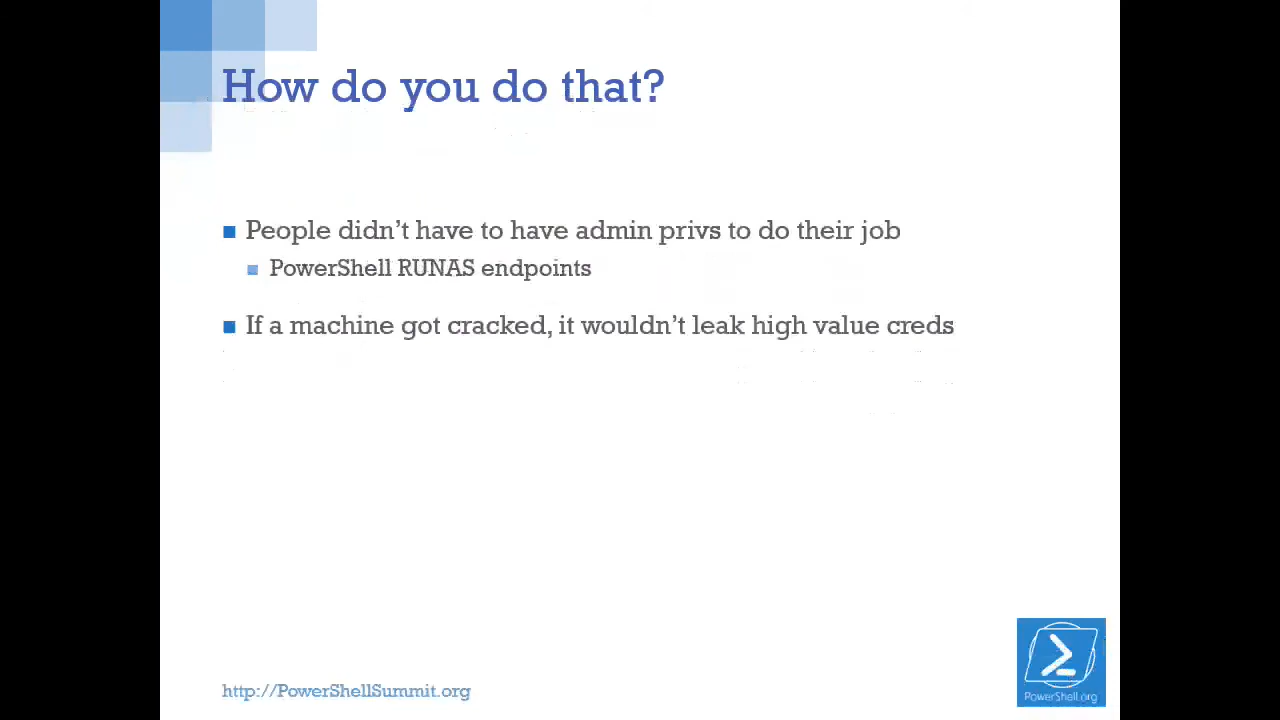 How do you do that?
People didn't have to have admin privs to do their job
PowerShell RUNAS endpoints
If a machine got cracked, it wouldn't leak high value creds
http://PowerShellSummit.org
PowerShell.org